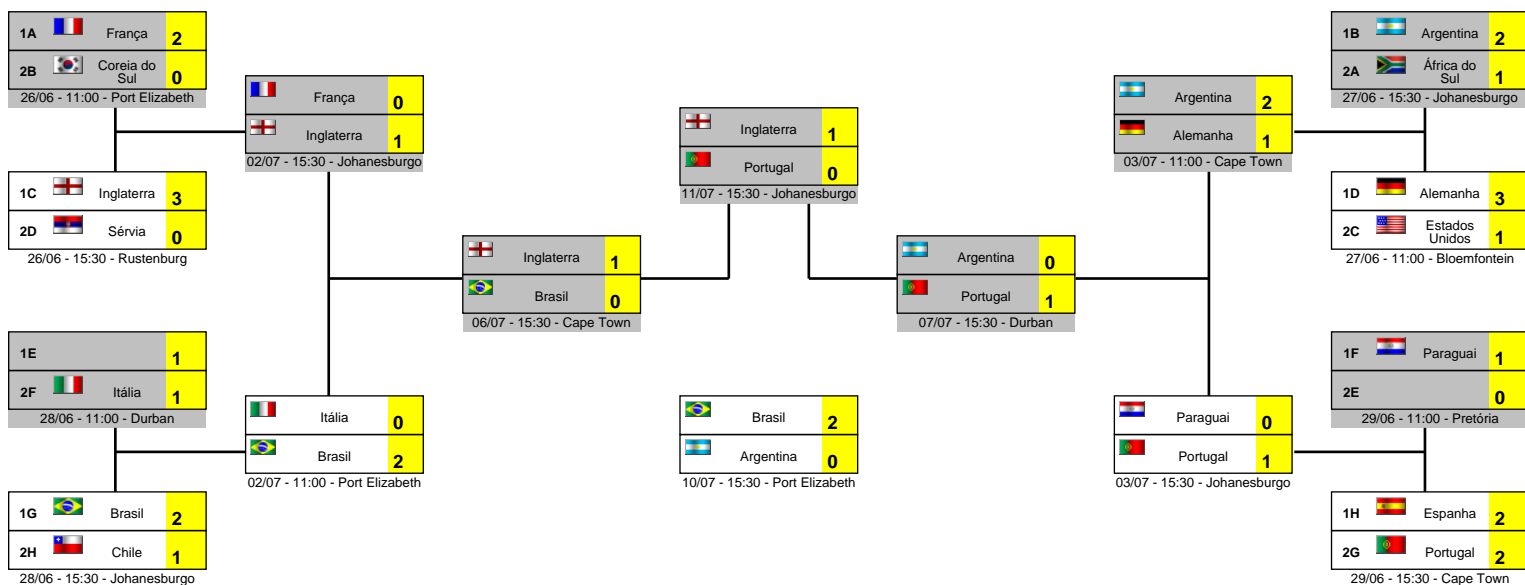 1A França 2
2B Coreia do Sul 0
26/06 - 11:00 - Port Elizabeth
1C Inglaterra 3
2D Sérvia 0
26/06 - 15:30 - Rustenburg
1E 1
2F Itália 1
28/06 - 11:00 - Durban
1G Brasil 2
2H Chile 1
28/06 - 15:30 - Johanesburgo
França 0
Inglaterra 1
02/07 - 15:30 - Johanesburgo
Itália 0
Brasil 2
02/07 - 11:00 - Port Elizabeth
Inglaterra 1
Brasil 0
06/07 - 15:30 - Cape Town
Inglaterra 1
Portugal 0
11/07 - 15:30 - Johanesburgo
Brasil 2
Argentina 0
10/07 - 15:30 - Port Elizabeth
Argentina 0
Portugal 1
07/07 - 15:30 - Durban
Argentina 2
Alemanha 1
03/07 - 11:00 - Cape Town
Paraguai 0
Portugal 1
03/07 - 15:30 - Johanesburgo
1B Argentina 2
2A África do Sul 1
27/06 - 15:30 - Johanesburgo
1D Alemanha 3
2C Estados Unidos 1
27/06 - 11:00 - Bloemfontein
1F Paraguai 1
2E 0
29/06 - 11:00 - Pretória
1H Espanha 2
2G Portugal 2
29/06 - 15:30 - Cape Town